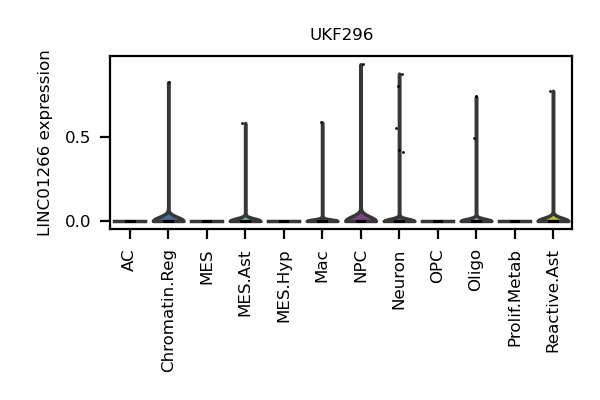 UKF296
LINC01266 expression
0.5
0.0
AC
Chromatin.Reg
MES
MES.Ast
MES.Hyp
Mac
NPC
Neuron
OPC
Oligo
Prolif.Metab
Reactive.Ast